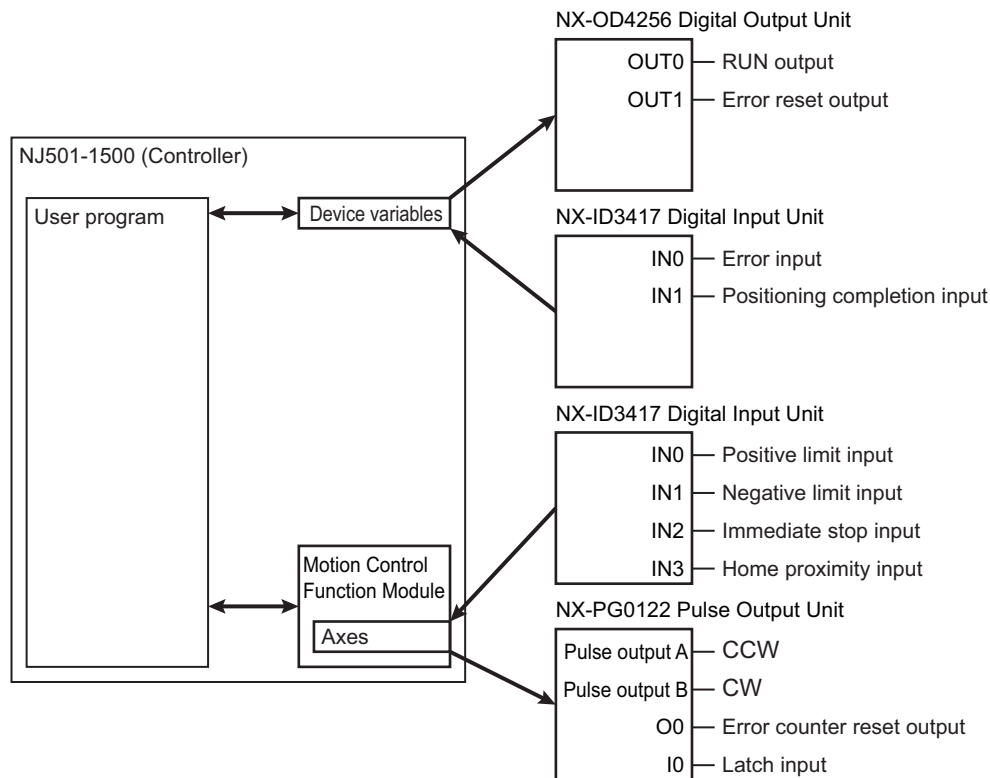 NX-OD4256 Digital Output Unit
OUT0
RUN output
OUT1
Error reset output
NJ501-1500 (Controller)
User program
Device variables
NX-ID3417 Digital Input Unit
IN0
Error input
IN1
Positioning completion input
NX-ID3417 Digital Input Unit
IN0
Positive limit input
IN1
Negative limit input
IN2
Immediate stop input
IN3
Home proximity input
Motion Control
Function Module
Axes
NX-PG0122 Pulse Output Unit
Pulse output A
CCW
Pulse output B
CW
O0
Error counter reset output
I0
Latch input